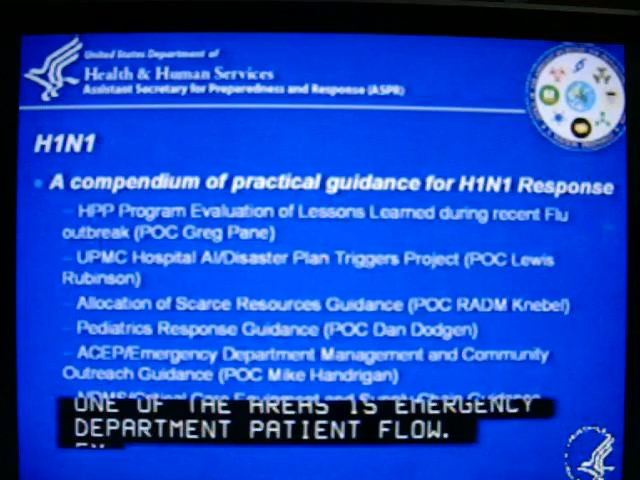 United States Department of
Health & Human Services
Assistant Secretary for Preparedness and Response (ASPR)
H1N1
• A compendium of practical guidance for H1N1 Response
– HPP Program Evaluation of Lessons Learned during recent Flu
outbreak (POC Greg Pane)
– UPMC Hospital AI/Disaster Plan Triggers Project (POC Lewis
Rubinson)
– Allocation of Scarce Resources Guidance (POC RADM Knebel)
– Pediatrics Response Guidance (POC Dan Dodgen)
– ACEP/Emergency Department Management and Community
Outreach Guidance (POC Mike Handrigan)
ONE OF THE AREAS IS EMERGENCY
DEPARTMENT PATIENT FLOW.